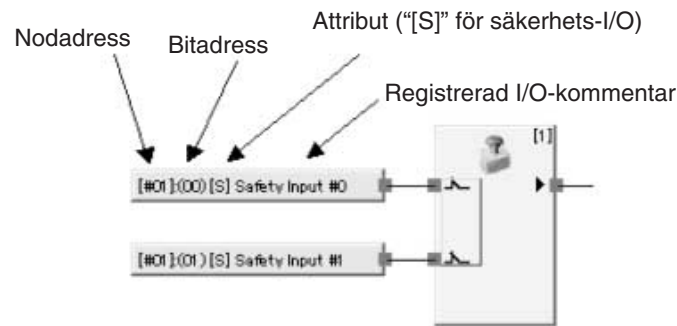 Attribut (“[S]” för säkerhets-I/O)
Nodadress
Bitadress
Registrerad I/O-kommentar
[1]
[#01]:(00)[S] Safety Input #0
[#01]:(01)[S] Safety Input #1